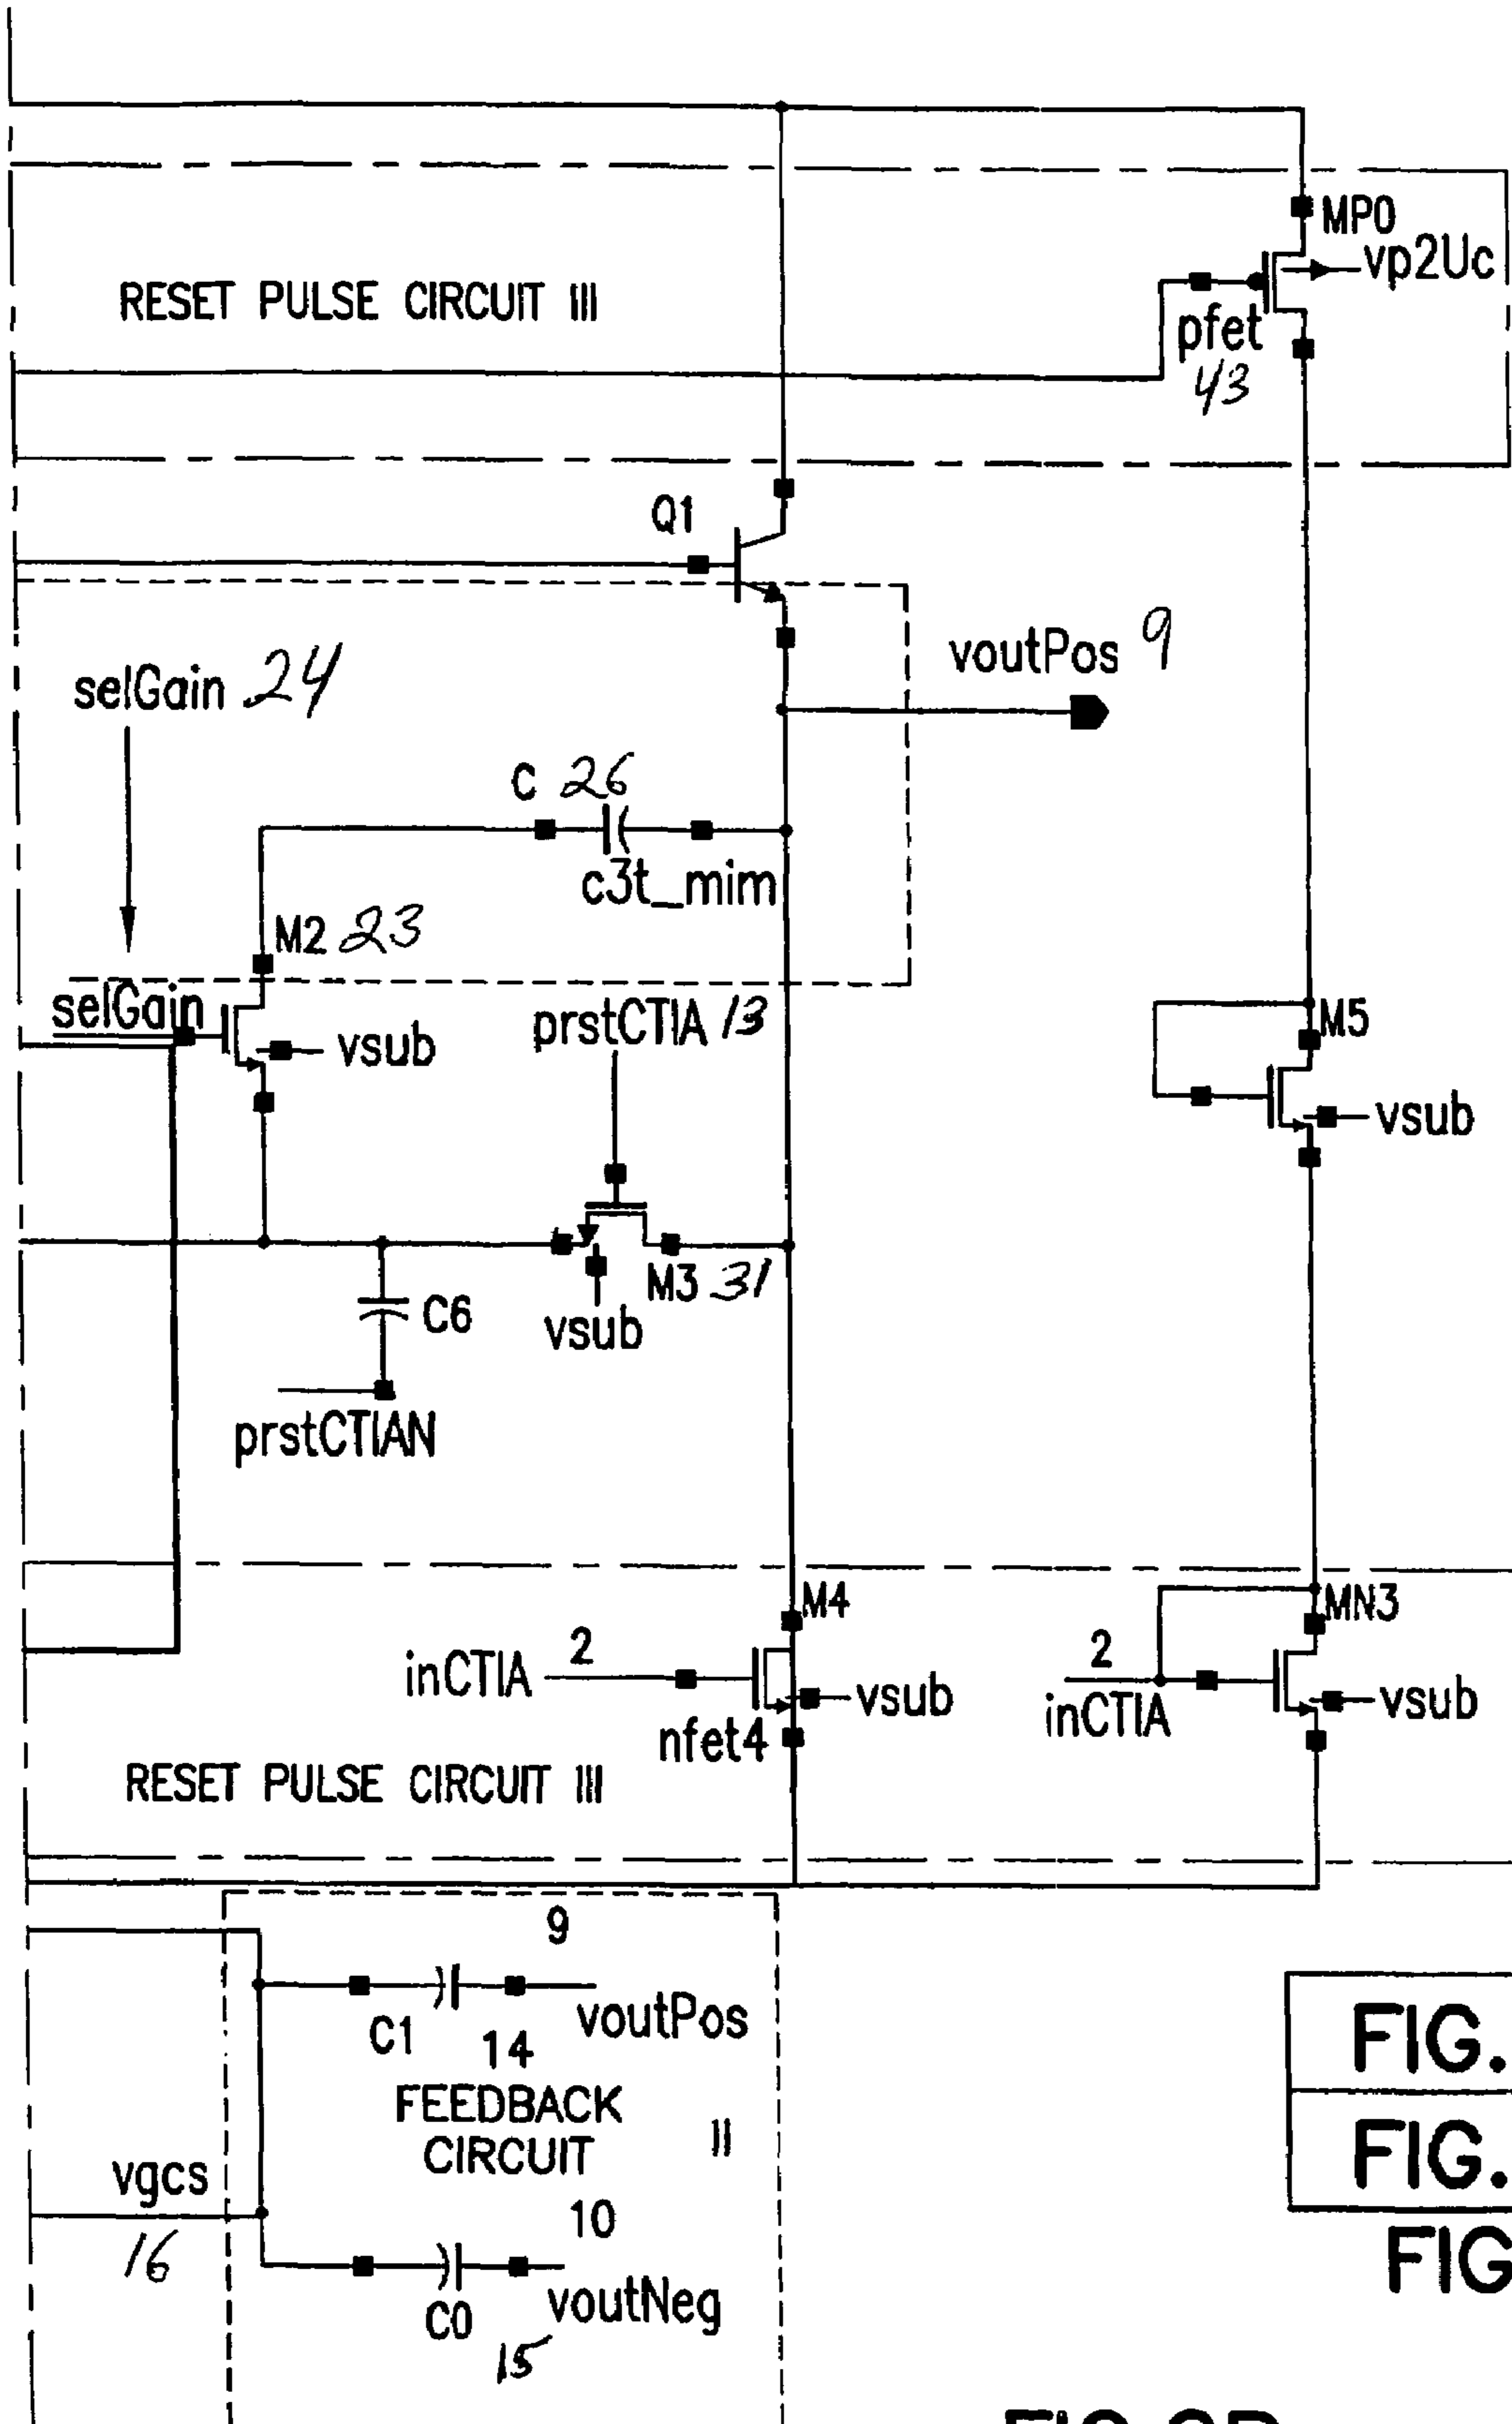 MP0
vp2Uc
RESET PULSE CIRCUIT III
pfet
43
Q1
voutPos 9
selGain 24
C 26
c3t_mim
M2 23
selGain
prstCTIA 13
vsub
M5
vsub
M3 31
C6
vsub
prstCTIAN
M4
MN3
inCTIA 2
vsub
2
inCTIA
vsub
nfet4
RESET PULSE CIRCUIT III
9
voutPos
C1
14
FEEDBACK
CIRCUIT II
vgcs
16
10
voutNeg
C0
15
FIG.
FIG.
FIG